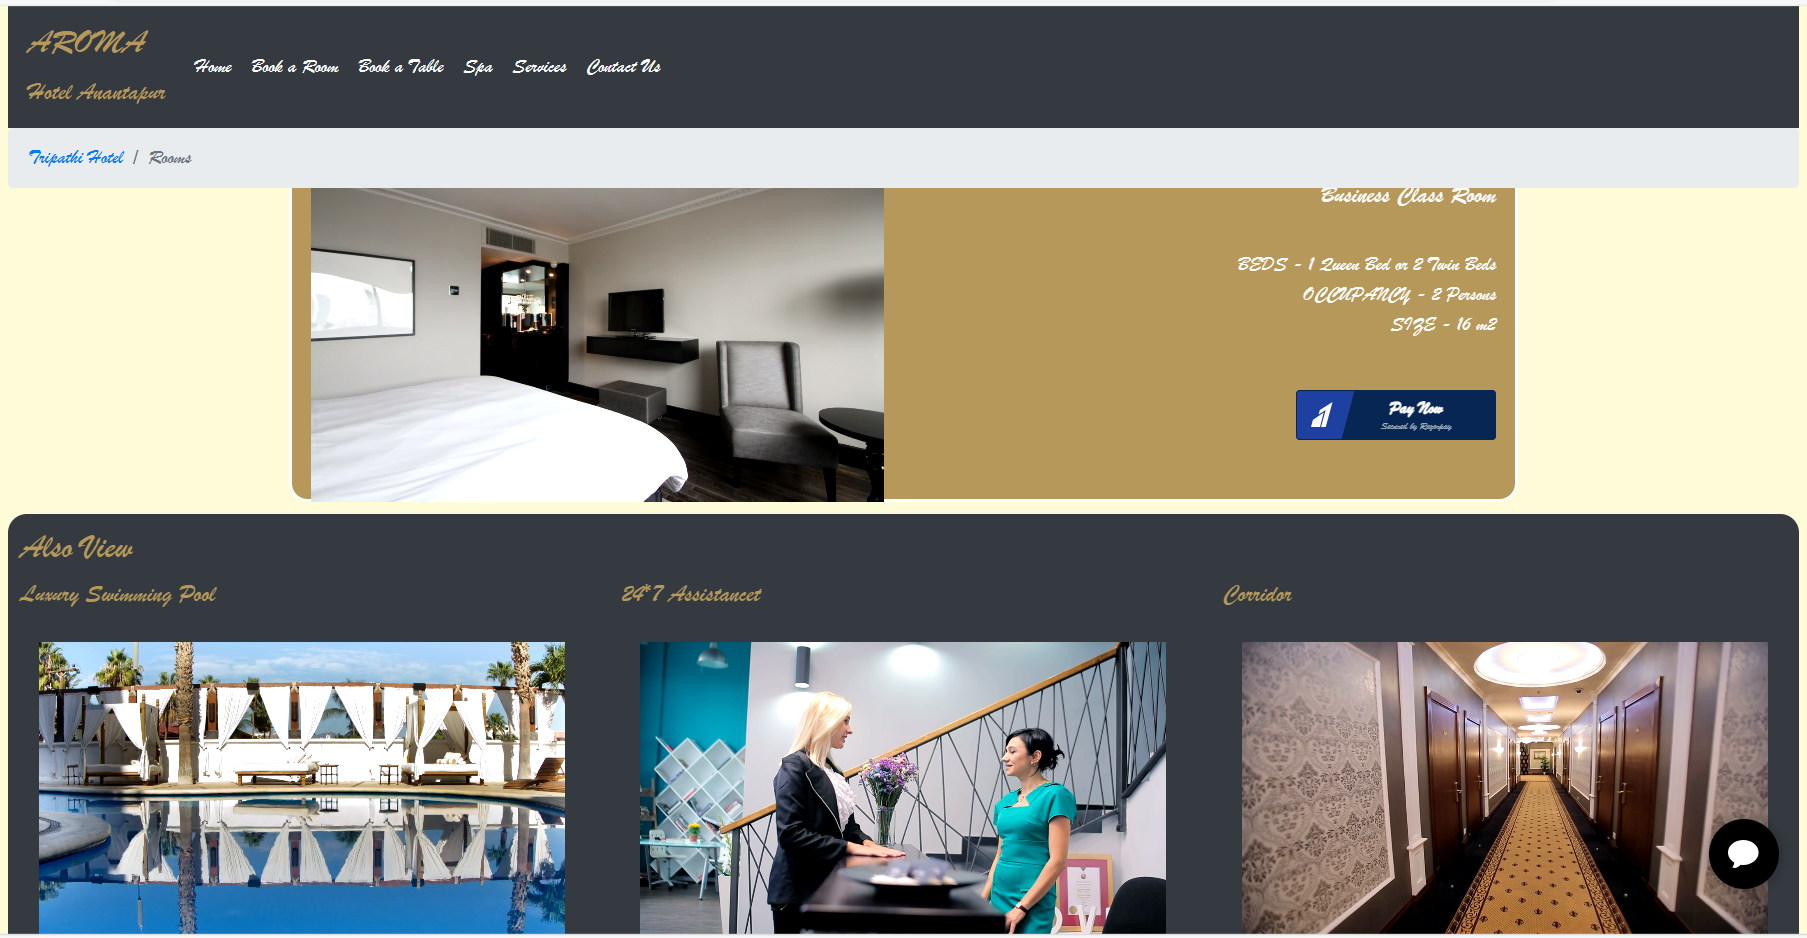 AROMA
Hotel Anantapur
Home Book a Room Book a Table Spa Services Contact Us
Tripathi Hotel / Rooms
Business Class Room
BEDS - 1 Queen Bed or 2 Twin Beds
OCCUPANCY - 2 Persons
SIZE - 16 m2
Pay Now
Secured by Razorpay
Also View
Luxury Swimming Pool
24*7 Assistancet
Corridor